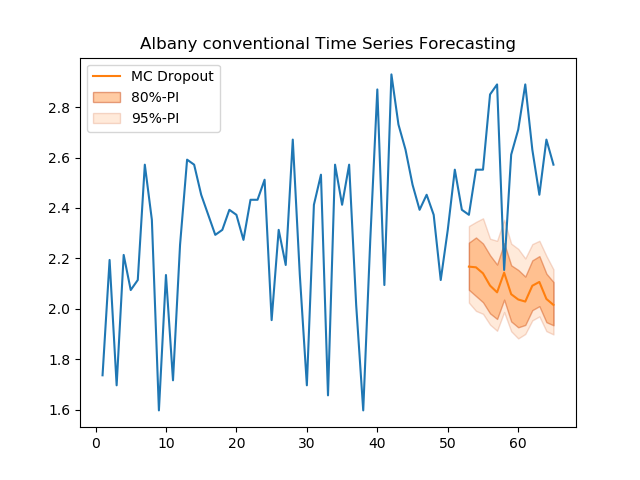 Albany conventional Time Series Forecasting
MC Dropout
80%-PI
95%-PI
2.8
2.6
2.4
2.2
2.0
1.8
1.6
0 10 20 30 40 50 60